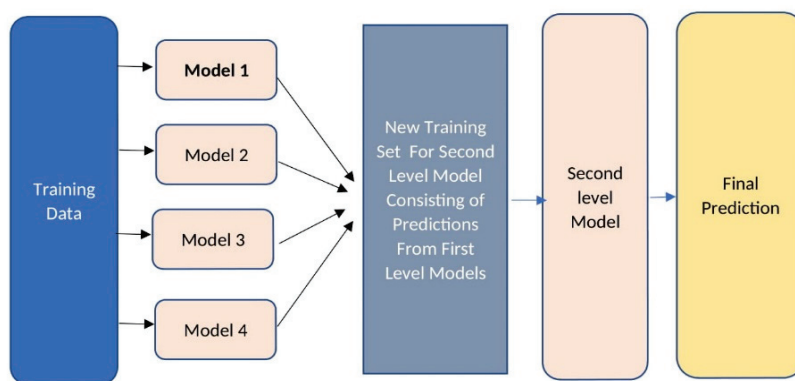 Training
Data
Model 1
Model 2
Model 3
Model 4
New Training
Set For Second
Level Model
Consisting of
Predictions
From First
Level Models
Second
level
Model
Final
Prediction